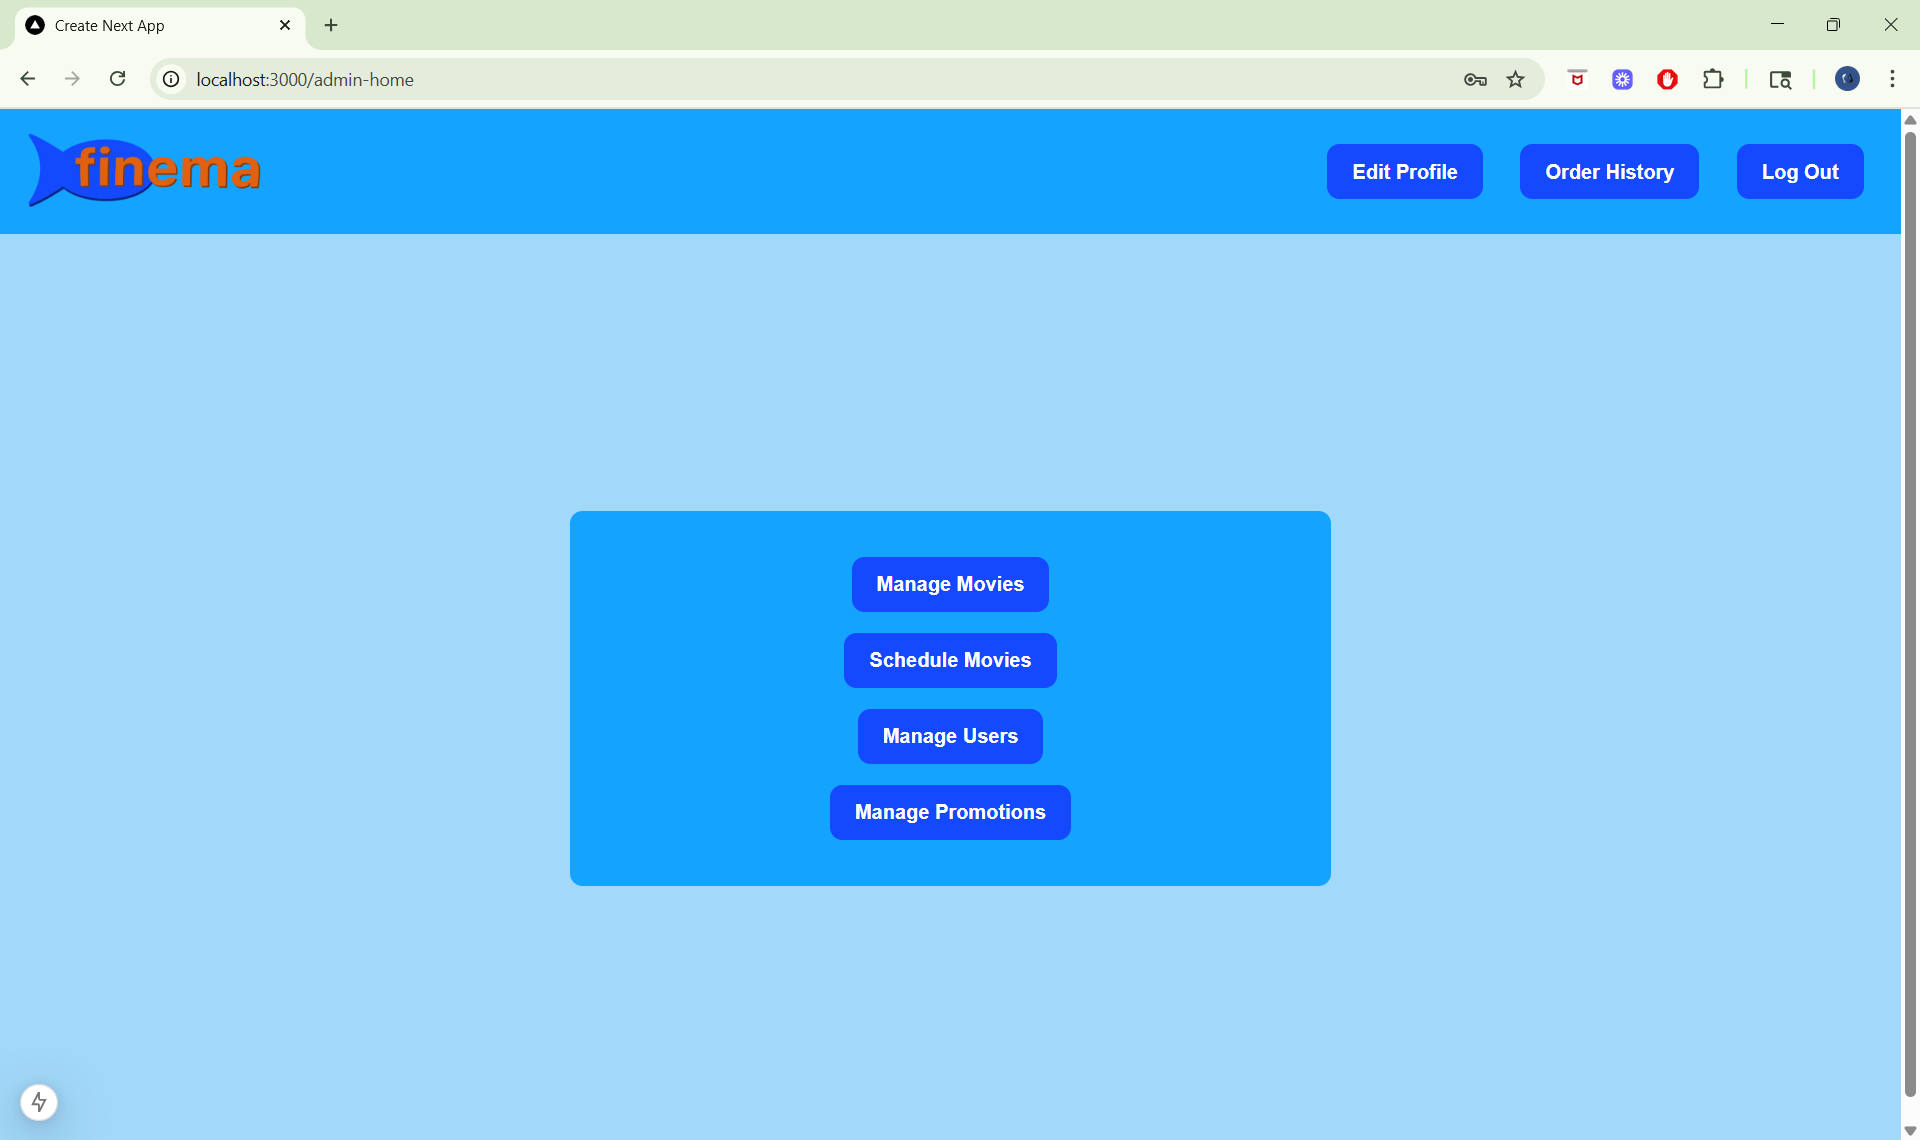 Create Next App
localhost:3000/admin-home
finema
Edit Profile
Order History
Log Out
Manage Movies
Schedule Movies
Manage Users
Manage Promotions